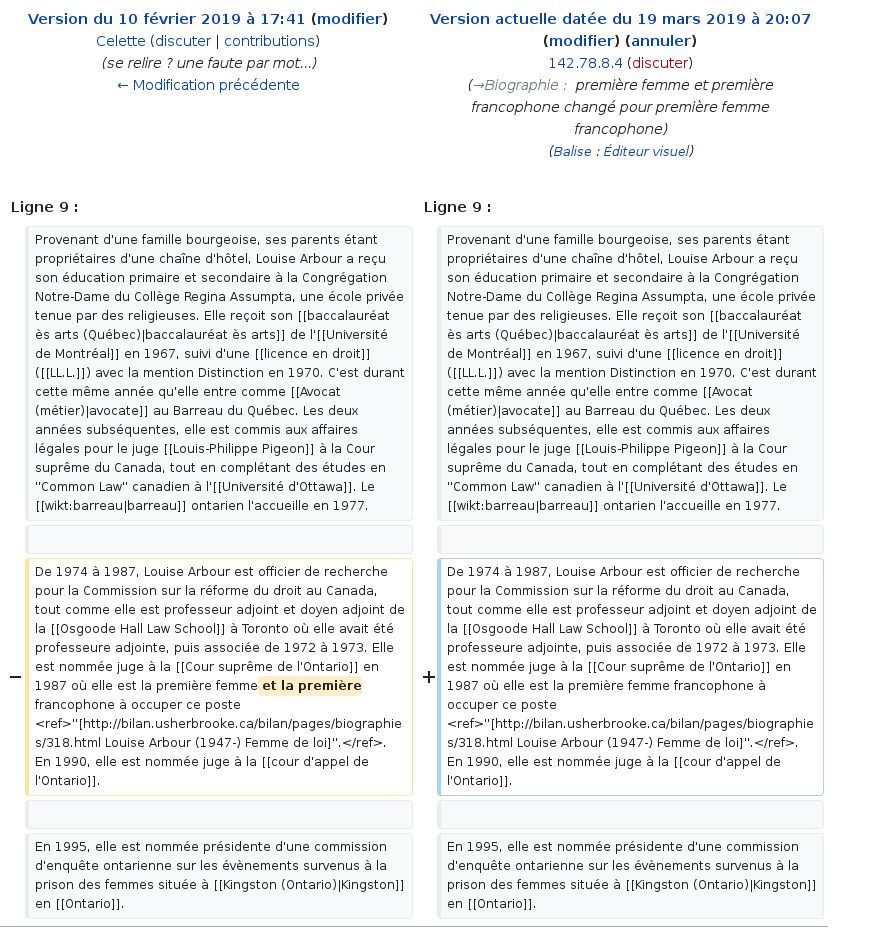 Version du 10 février 2019 à 17:41 (modifier)
Celette (discuter | contributions)
(se relire ? une faute par mot...)
← Modification précédente
Version actuelle datée du 19 mars 2019 à 20:07
(modifier) (annuler)
142.78.8.4 (discuter)
(→Biographie : première femme et première
francophone changé pour première femme
francophone)
(Balise : Éditeur visuel)
Ligne 9 :
Ligne 9 :
Provenant d'une famille bourgeoise, ses parents étant
propriétaires d'une chaîne d'hôtel, Louise Arbour a reçu
son éducation primaire et secondaire à la Congrégation
Notre-Dame du Collège Regina Assumpta, une école privée
tenue par des religieuses. Elle reçoit son [[baccalauréat
ès arts (Québec)|baccalauréat ès arts]] de l'[[Université
de Montréal]] en 1967, suivi d'une [[licence en droit]]
([[LL.L.]]) avec la mention Distinction en 1970. C'est durant
cette même année qu'elle entre comme [[Avocat
(métier)|avocate]] au Barreau du Québec. Les deux
années subséquentes, elle est commis aux affaires
légales pour le juge [[Louis-Philippe Pigeon]] à la Cour
suprême du Canada, tout en complétant des études en
''Common Law'' canadien à l'[[Université d'Ottawa]]. Le
[[wikt:barreau|barreau]] ontarien l'accueille en 1977.
Provenant d'une famille bourgeoise, ses parents étant
propriétaires d'une chaîne d'hôtel, Louise Arbour a reçu
son éducation primaire et secondaire à la Congrégation
Notre-Dame du Collège Regina Assumpta, une école privée
tenue par des religieuses. Elle reçoit son [[baccalauréat
ès arts (Québec)|baccalauréat ès arts]] de l'[[Université
de Montréal]] en 1967, suivi d'une [[licence en droit]]
([[LL.L.]]) avec la mention Distinction en 1970. C'est durant
cette même année qu'elle entre comme [[Avocat
(métier)|avocate]] au Barreau du Québec. Les deux
années subséquentes, elle est commis aux affaires
légales pour le juge [[Louis-Philippe Pigeon]] à la Cour
suprême du Canada, tout en complétant des études en
''Common Law'' canadien à l'[[Université d'Ottawa]]. Le
[[wikt:barreau|barreau]] ontarien l'accueille en 1977.
−
De 1974 à 1987, Louise Arbour est officier de recherche
pour la Commission sur la réforme du droit au Canada,
tout comme elle est professeur adjoint et doyen adjoint de
la [[Osgoode Hall Law School]] à Toronto où elle avait été
professeure adjointe, puis associée de 1972 à 1973. Elle
est nommée juge à la [[Cour suprême de l'Ontario]] en
1987 où elle est la première femme et la première
francophone à occuper ce poste
<ref>''[http://bilan.usherbrooke.ca/bilan/pages/biographie
s/318.html Louise Arbour (1947-) Femme de loi]''.</ref>.
En 1990, elle est nommée juge à la [[cour d'appel de
l'Ontario]].
+
De 1974 à 1987, Louise Arbour est officier de recherche
pour la Commission sur la réforme du droit au Canada,
tout comme elle est professeur adjoint et doyen adjoint de
la [[Osgoode Hall Law School]] à Toronto où elle avait été
professeure adjointe, puis associée de 1972 à 1973. Elle
est nommée juge à la [[Cour suprême de l'Ontario]] en
1987 où elle est la première femme francophone à
occuper ce poste
<ref>''[http://bilan.usherbrooke.ca/bilan/pages/biographie
s/318.html Louise Arbour (1947-) Femme de loi]''.</ref>.
En 1990, elle est nommée juge à la [[cour d'appel de
l'Ontario]].
En 1995, elle est nommée présidente d'une commission
d'enquête ontarienne sur les évènements survenus à la
prison des femmes située à [[Kingston (Ontario)|Kingston]]
en [[Ontario]].
En 1995, elle est nommée présidente d'une commission
d'enquête ontarienne sur les évènements survenus à la
prison des femmes située à [[Kingston (Ontario)|Kingston]]
en [[Ontario]].